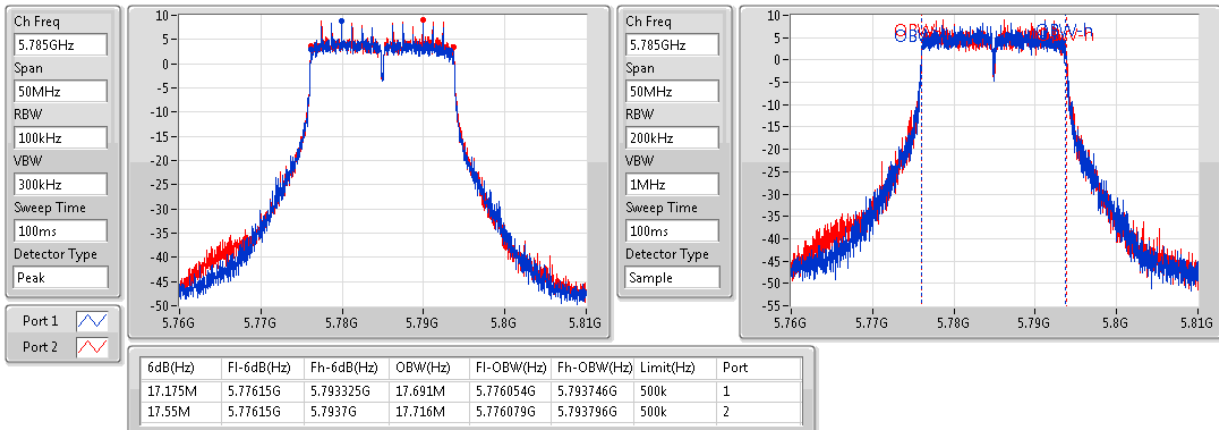 Ch Freq
5.785GHz
Span
50MHz
RBW
100kHz
VBW
300kHz
Sweep Time
100ms
Detector Type
Peak
Port 1
Port 2
10
5
0
-5
-10
-15
-20
-25
-30
-35
-40
-45
-50
5.76G 5.77G 5.78G 5.79G 5.8G 5.81G
Ch Freq
5.785GHz
Span
50MHz
RBW
200kHz
VBW
1MHz
Sweep Time
100ms
Detector Type
Sample
10
5
0
-5
-10
-15
-20
-25
-30
-35
-40
-45
-50
-55
5.76G 5.77G 5.78G 5.79G 5.8G 5.81G
OBW-h
6dB(Hz) Fl-6dB(Hz) Fh-6dB(Hz) OBW(Hz) Fl-OBW(Hz) Fh-OBW(Hz) Limit(Hz) Port
17.175M 5.77615G 5.793325G 17.691M 5.776054G 5.793746G 500k 1
17.55M 5.77615G 5.7937G 17.716M 5.776079G 5.793796G 500k 2